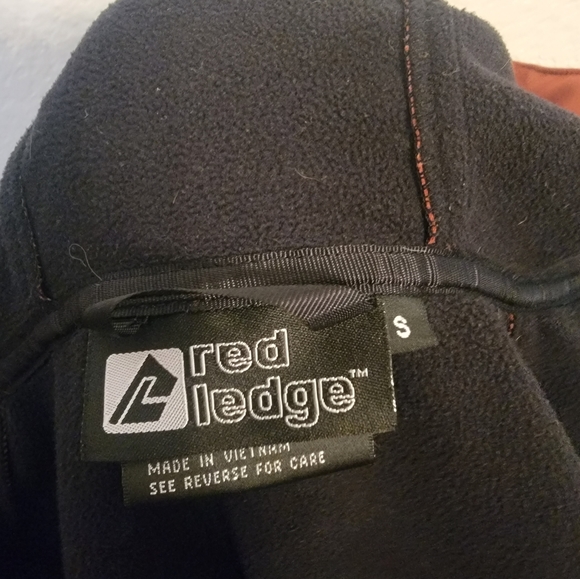 red
ledge™
S
MADE IN VIETNAM
SEE REVERSE FOR CARE